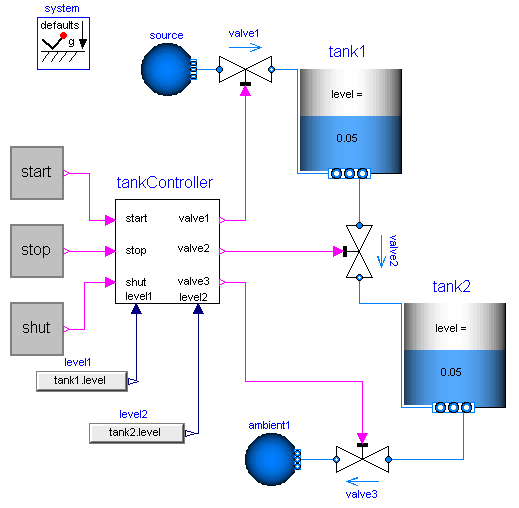 system
defaults
g
source
valve1
tank1
level =
0.05
start
stop
shut
tankController
start
stop
shut
level1
valve1
valve2
valve3
level2
valve2
tank2
level =
0.05
level1
tank1.level
level2
tank2.level
ambient1
valve3